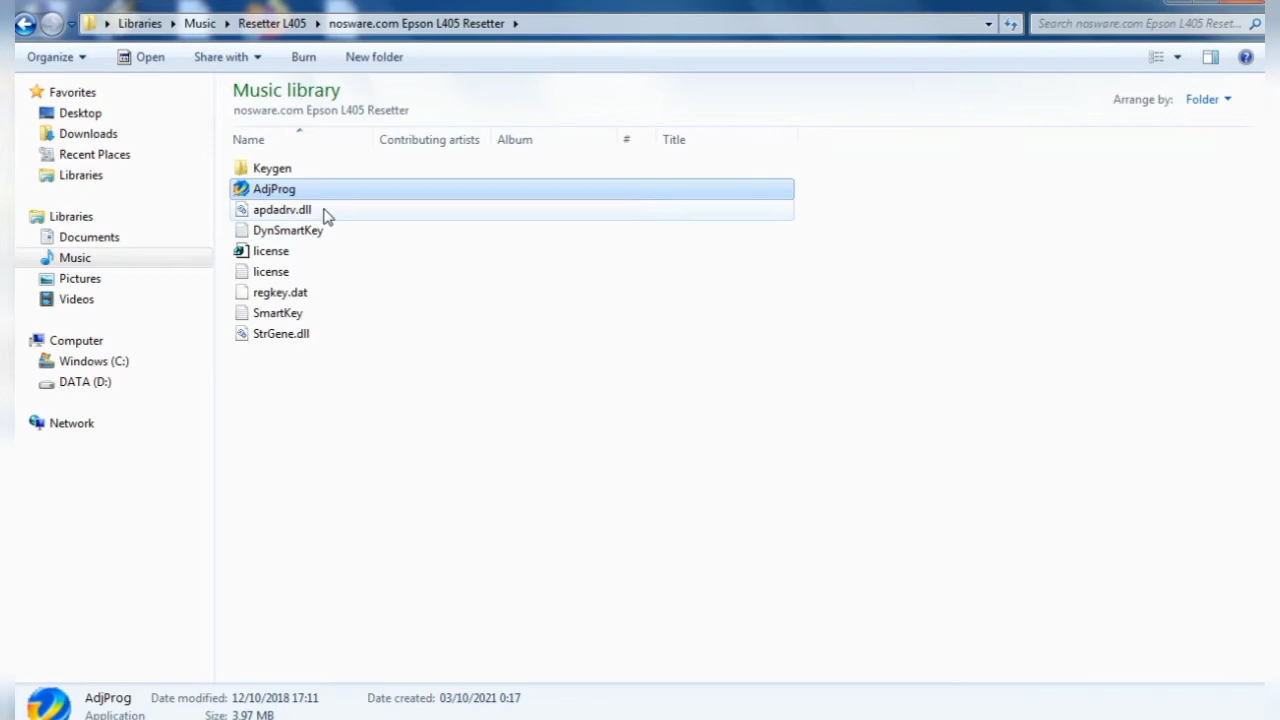 Libraries Music Resetter L405 nosware.com Epson L405 Resetter
Search nosware.com Epson L405 Reset...
Organize Open Share with Burn New folder
Favorites
Desktop
Downloads
Recent Places
Libraries
Libraries
Documents
Music
Pictures
Videos
Computer
Windows (C:)
DATA (D:)
Network
Music library
nosware.com Epson L405 Resetter
Arrange by: Folder
Name Contributing artists Album # Title
Keygen
AdjProg
apdadrv.dll
DynSmartKey
license
license
regkey.dat
SmartKey
StrGene.dll
AdjProg Date modified: 12/10/2018 17:11 Date created: 03/10/2021 0:17
Application Size: 3.97 MB